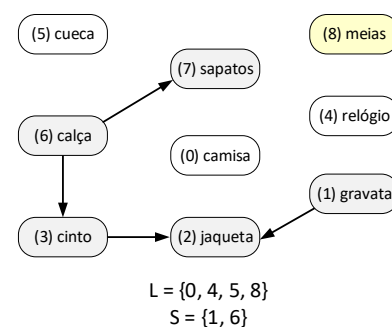 (5) cueca
(8) meias
(7) sapatos
(4) relógio
(6) calça
(0) camisa
(1) gravata
(3) cinto
(2) jaqueta
L = {0, 4, 5, 8}
S = {1, 6}